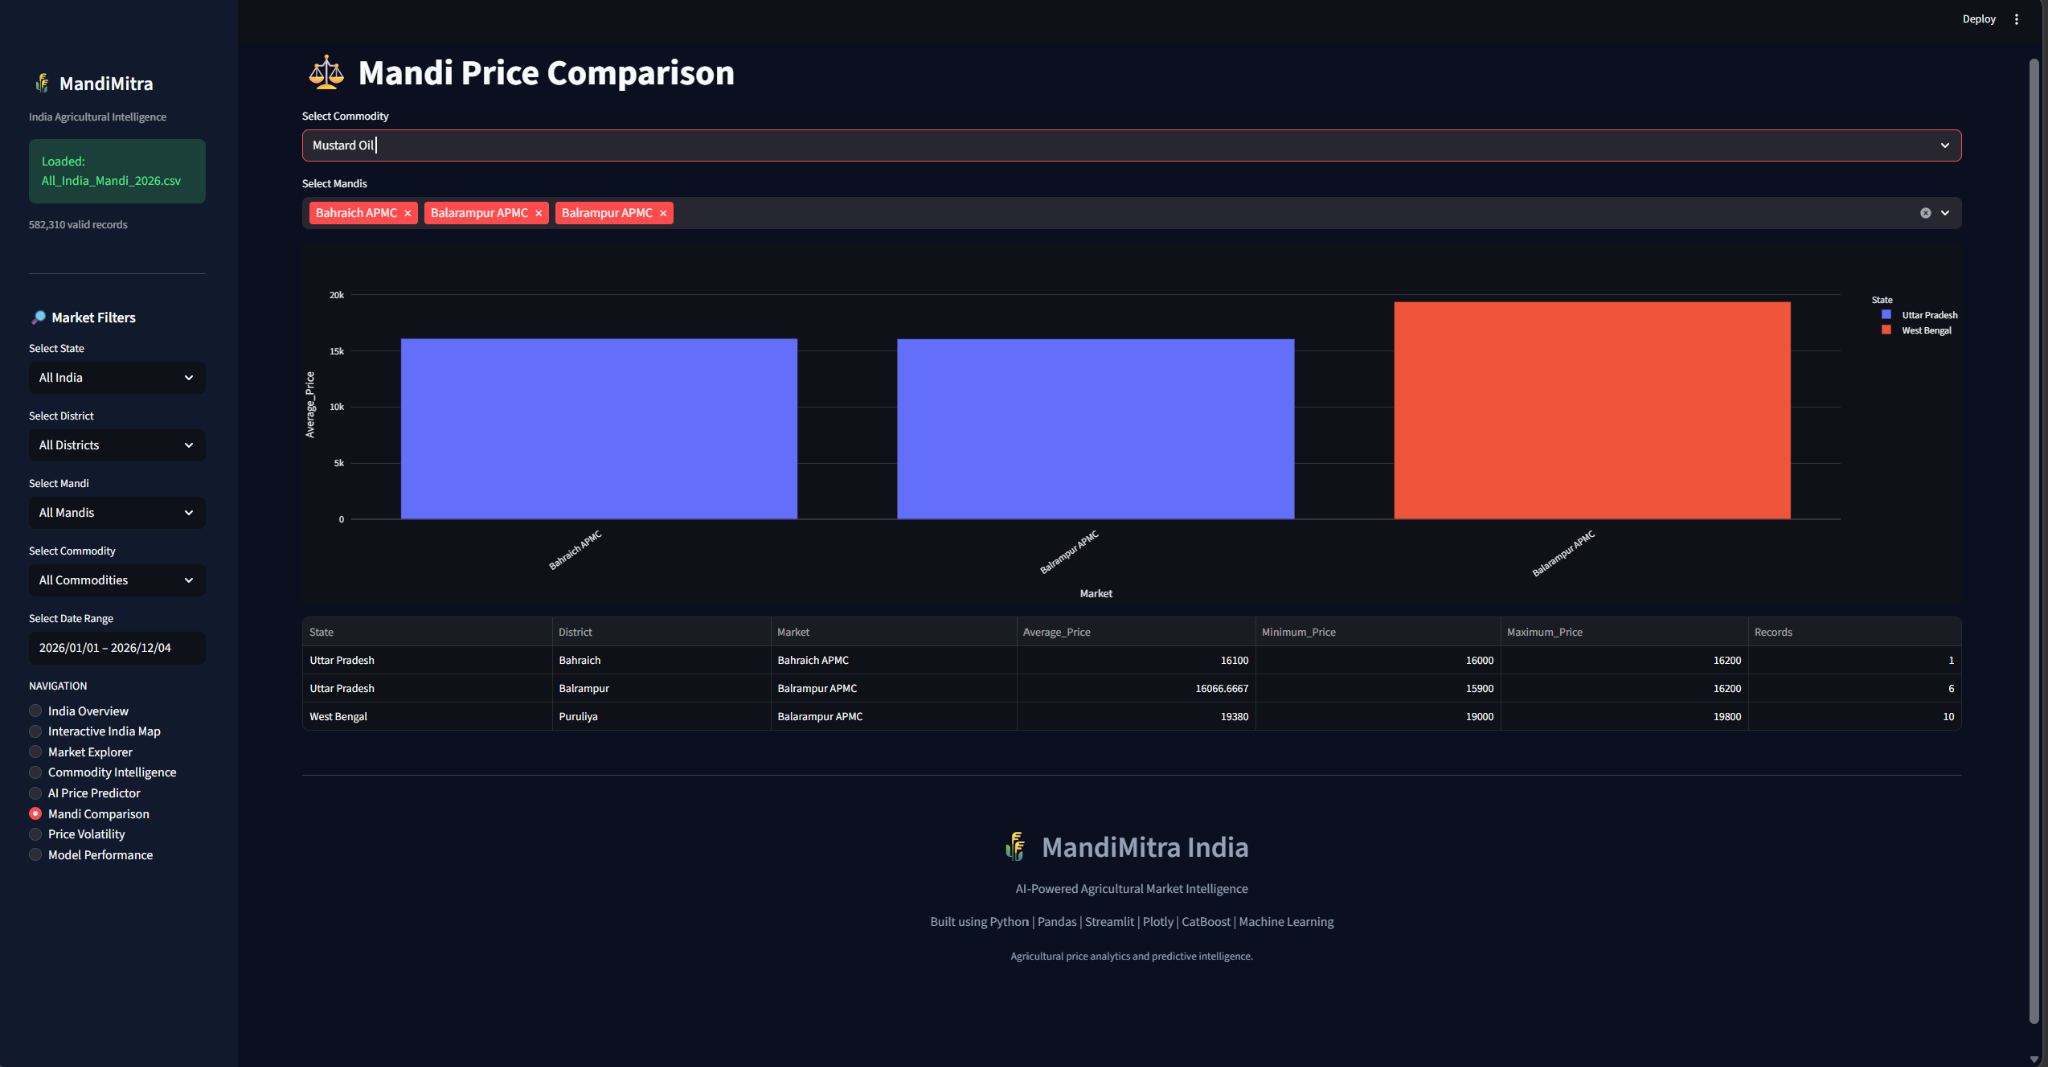 Deploy
MandiMitra
India Agricultural Intelligence
Loaded:
All_India_Mandi_2026.csv
582,310 valid records
Market Filters
Select State
All India
Select District
All Districts
Select Mandi
All Mandis
Select Commodity
All Commodities
Select Date Range
2026/01/01 – 2026/12/04
NAVIGATION
India Overview
Interactive India Map
Market Explorer
Commodity Intelligence
AI Price Predictor
Mandi Comparison
Price Volatility
Model Performance
Mandi Price Comparison
Select Commodity
Mustard Oil
Select Mandis
Bahraich APMC × Balarampur APMC × Balrampur APMC ×
20k
15k
10k
5k
0
Average_Price
Bahraich APMC Balrampur APMC Balarampur APMC
Market
State
Uttar Pradesh
West Bengal
State District Market Average_Price Minimum_Price Maximum_Price Records
Uttar Pradesh Bahraich Bahraich APMC 16100 16000 16200 1
Uttar Pradesh Balrampur Balrampur APMC 16066.6667 15900 16200 6
West Bengal Puruliya Balarampur APMC 19380 19000 19800 10
MandiMitra India
AI-Powered Agricultural Market Intelligence
Built using Python | Pandas | Streamlit | Plotly | CatBoost | Machine Learning
Agricultural price analytics and predictive intelligence.